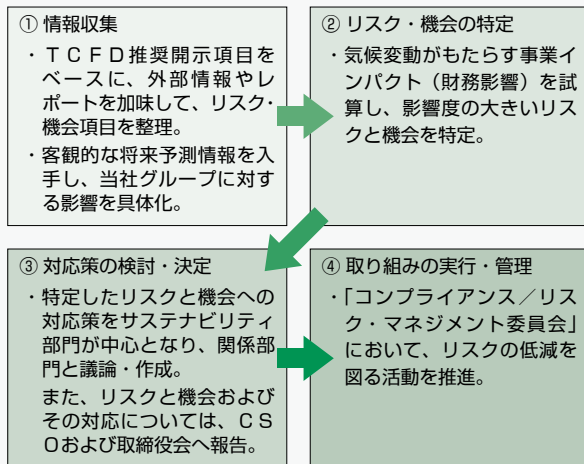 ① 情報収集
・ＴＣＦＤ推奨開示項目を
ベースに、外部情報やレ
ポートを加味して、リスク・
機会項目を整理。
・客観的な将来予測情報を入
手し、当社グループに対す
る影響を具体化。
② リスク・機会の特定
・気候変動がもたらす事業イ
ンパクト（財務影響）を試
算し、影響度の大きいリス
クと機会を特定。
③ 対応策の検討・決定
・特定したリスクと機会への
対応策をサステナビリティ
部門が中心となり、関係部
門と議論・作成。
また、リスクと機会および
その対応については、ＣＳ
Ｏおよび取締役会へ報告。
④ 取り組みの実行・管理
・「コンプライアンス／リス
ク・マネジメント委員会」
において、リスクの低減を
図る活動を推進。